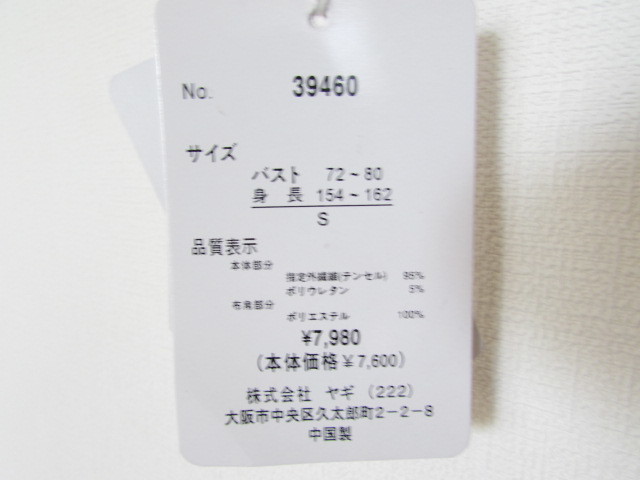 No. 39460
サイズ
バスト 72~80
身 長 154~162
S
品質表示
本体部分
指定外繊維(テンセル) 95%
ポリウレタン 5%
布帛部分
ポリエステル 100%
¥7,980
(本体価格¥7,600)
株式会社 ヤギ (222)
大阪市中央区久太郎町2-2-8
中国製